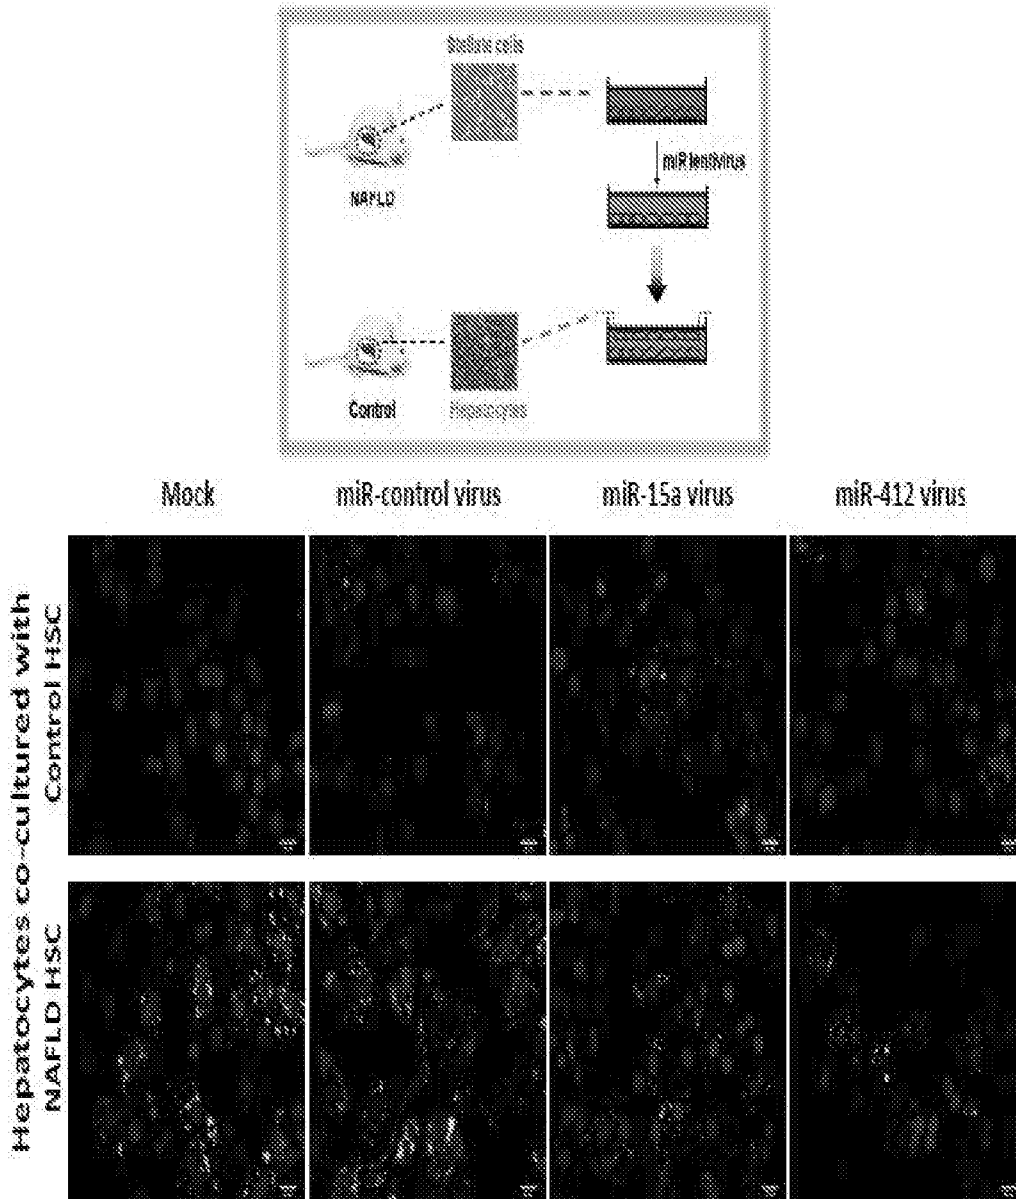 Stellate cells
miR lentivirus
NAFLD
Control
Hepatocytes
Mock
miR-control virus
miR-15a virus
miR-412 virus
Hepatocytes co-cultured with
Control HSC
NAFLD HSC